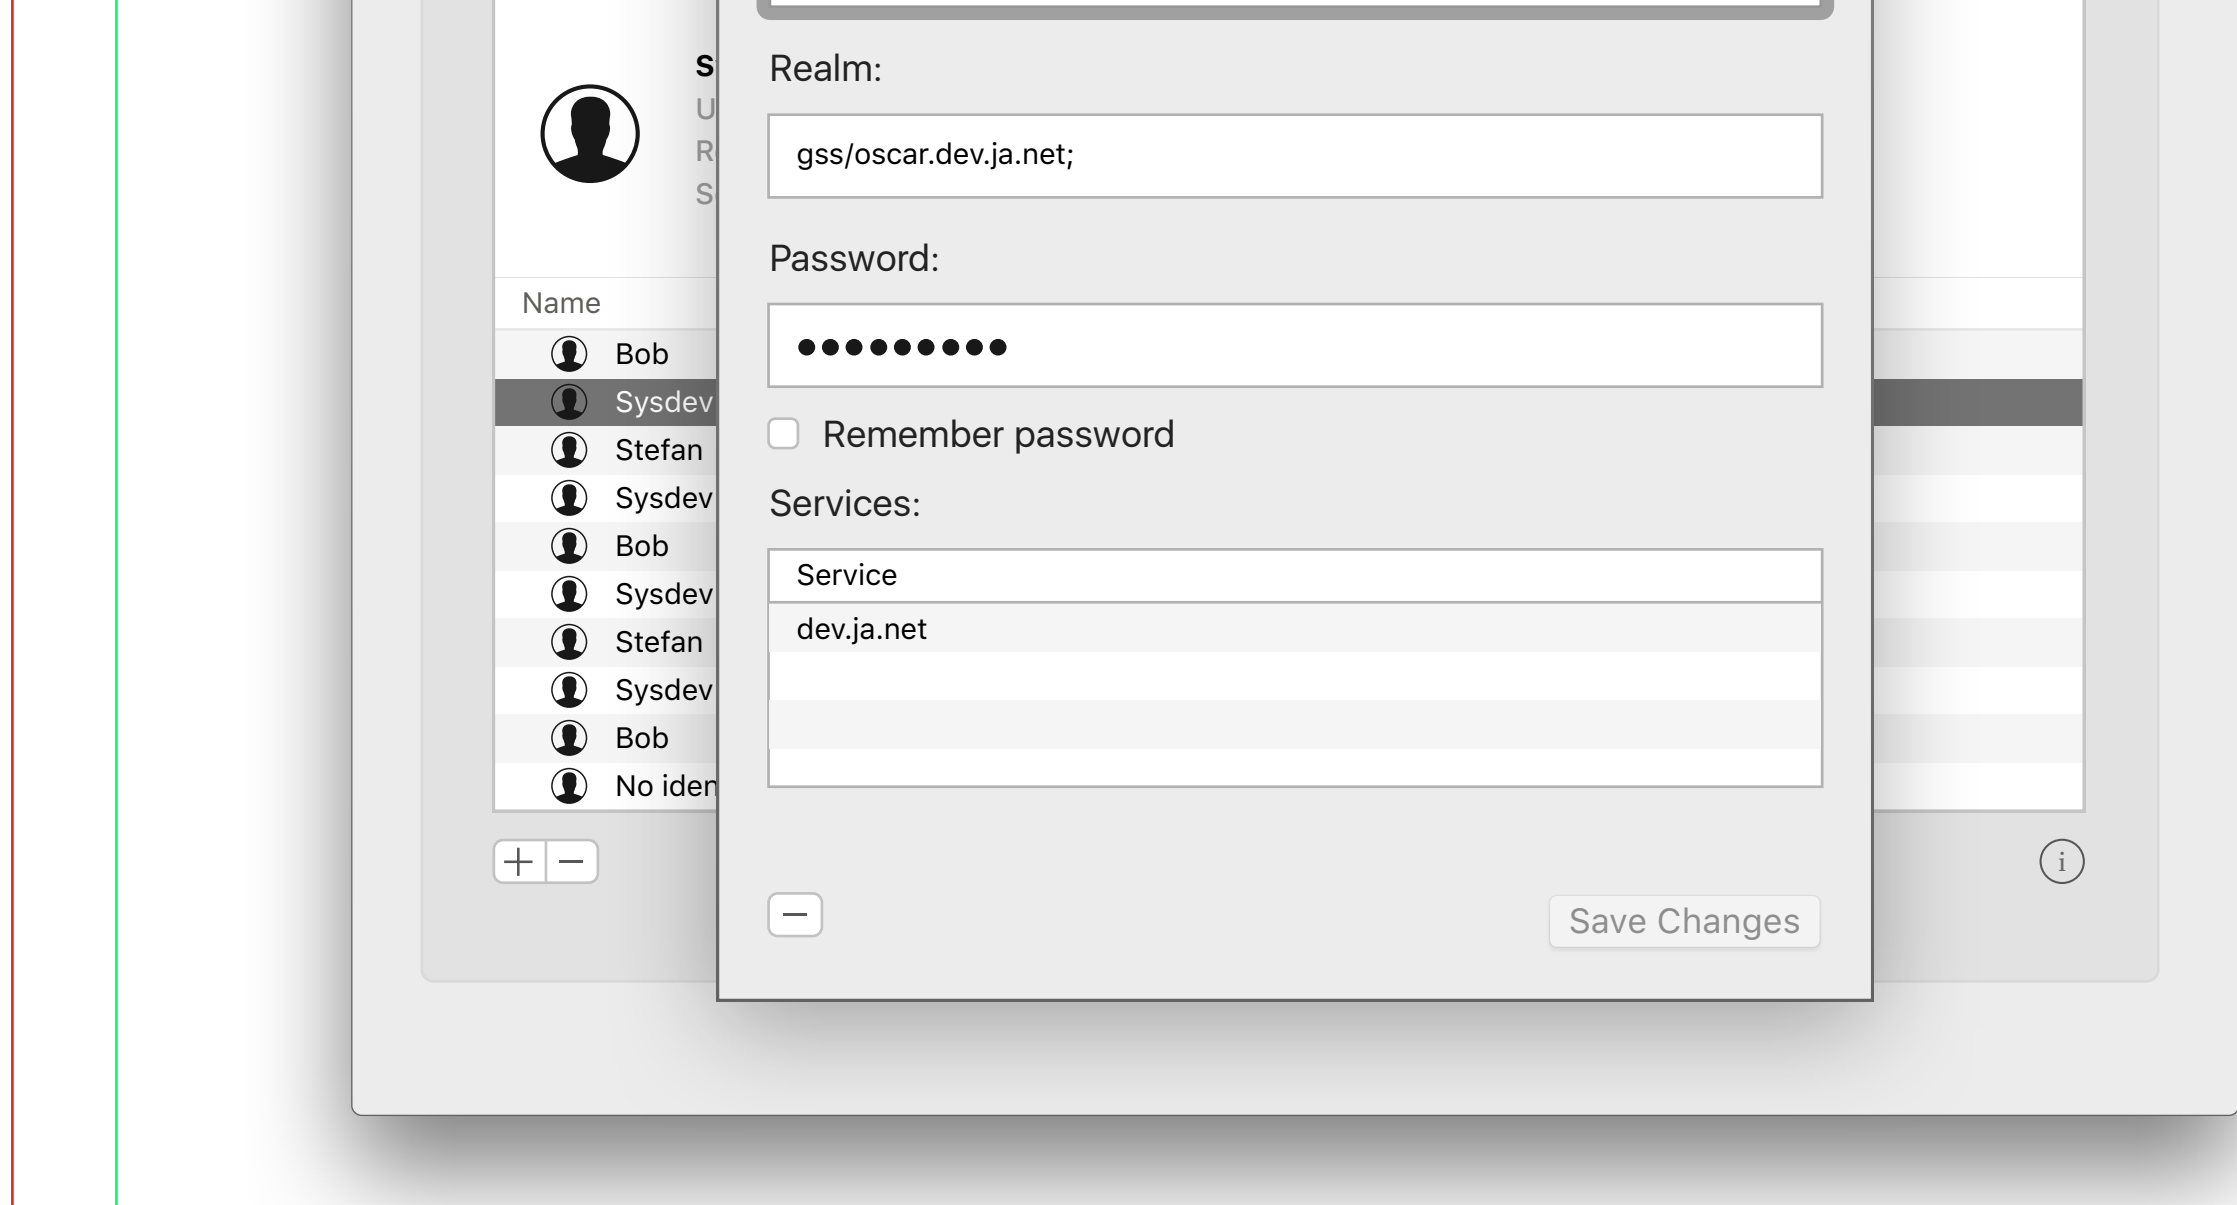 Realm:
gss/oscar.dev.ja.net;
Password:
Remember password
Services:
Service
dev.ja.net
Save Changes
Name
Bob
Sysdev
Stefan
Sysdev
Bob
Sysdev
Stefan
Sysdev
Bob
No